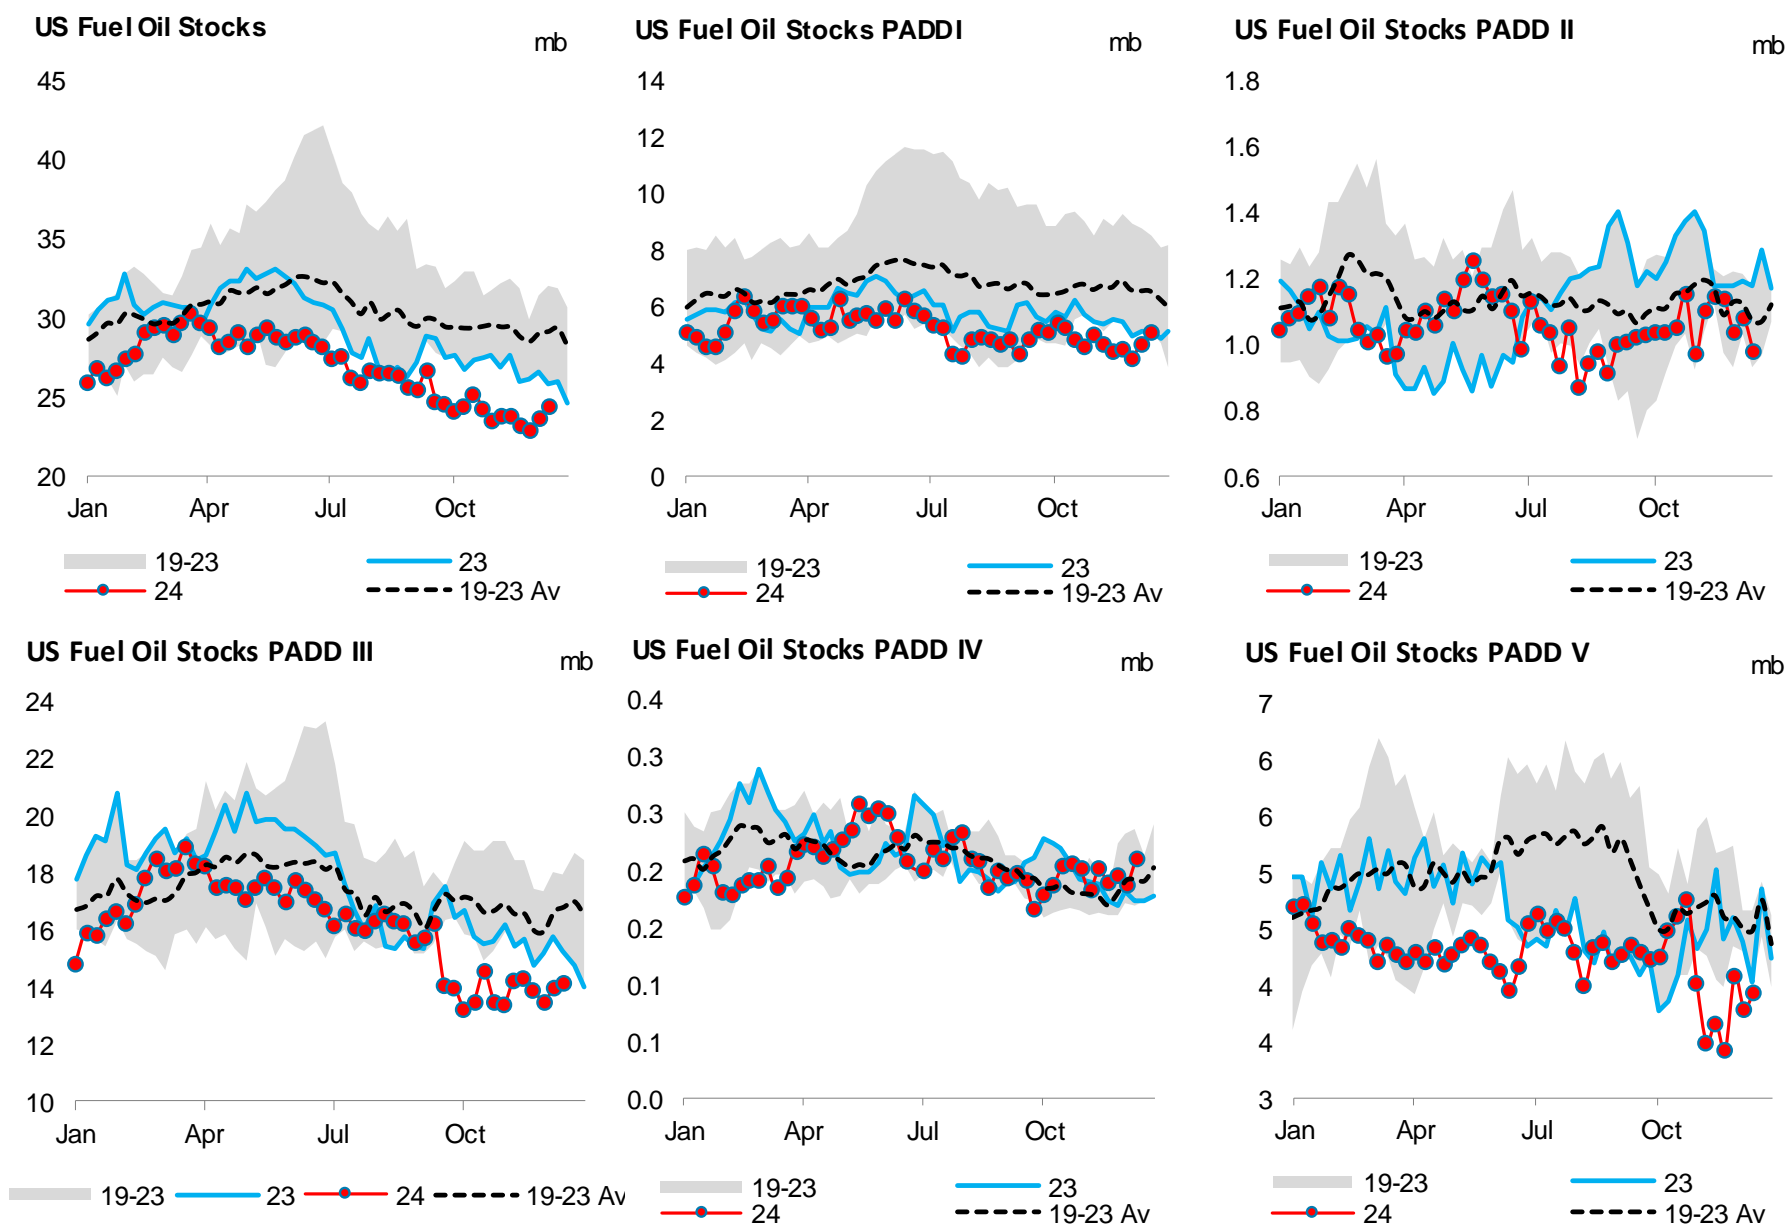 US Fuel Oil Stocks
mb
45
40
35
30
25
20
Jan Apr Jul Oct
19-23 23
24 19-23 Av
US Fuel Oil Stocks PADD I
mb
14
12
10
8
6
4
2
0
Jan Apr Jul Oct
19-23 23
24 19-23 Av
US Fuel Oil Stocks PADD II
mb
1.8
1.6
1.4
1.2
1.0
0.8
0.6
Jan Apr Jul Oct
19-23 23
24 19-23 Av
US Fuel Oil Stocks PADD III
mb
24
22
20
18
16
14
12
10
Jan Apr Jul Oct
19-23 23 24 19-23 Av
US Fuel Oil Stocks PADD IV
mb
0.4
0.3
0.3
0.2
0.2
0.1
0.1
0.0
Jan Apr Jul Oct
19-23 23
24 19-23 Av
US Fuel Oil Stocks PADD V
mb
7
6
6
5
5
4
4
3
Jan Apr Jul Oct
19-23 23
24 19-23 Av